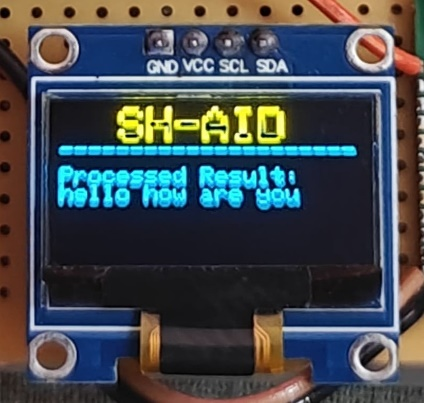 GND VCC SCL SDA
SH-AID
Processed Result:
hello how are you